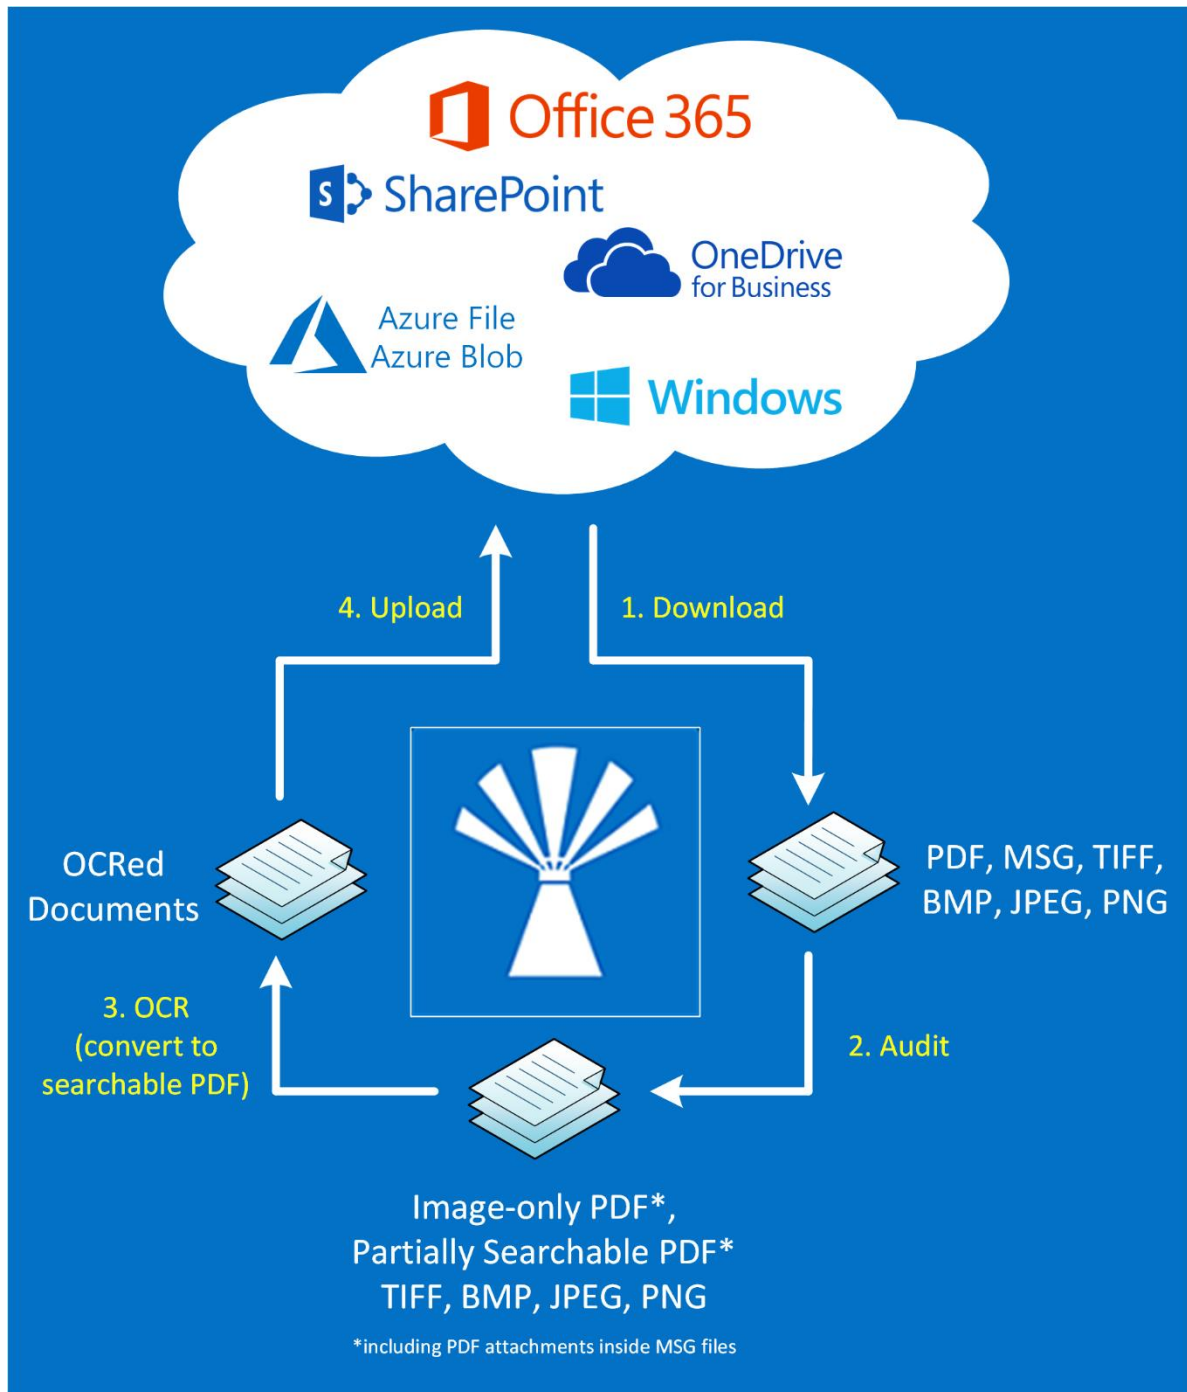 Office 365
S SharePoint
OneDrive
for Business
Azure File
Azure Blob
Windows
4. Upload
1. Download
OCRed
Documents
PDF, MSG, TIFF,
BMP, JPEG, PNG
3. OCR
(convert to
searchable PDF)
2. Audit
Image-only PDF*,
Partially Searchable PDF*
TIFF, BMP, JPEG, PNG
*including PDF attachments inside MSG files